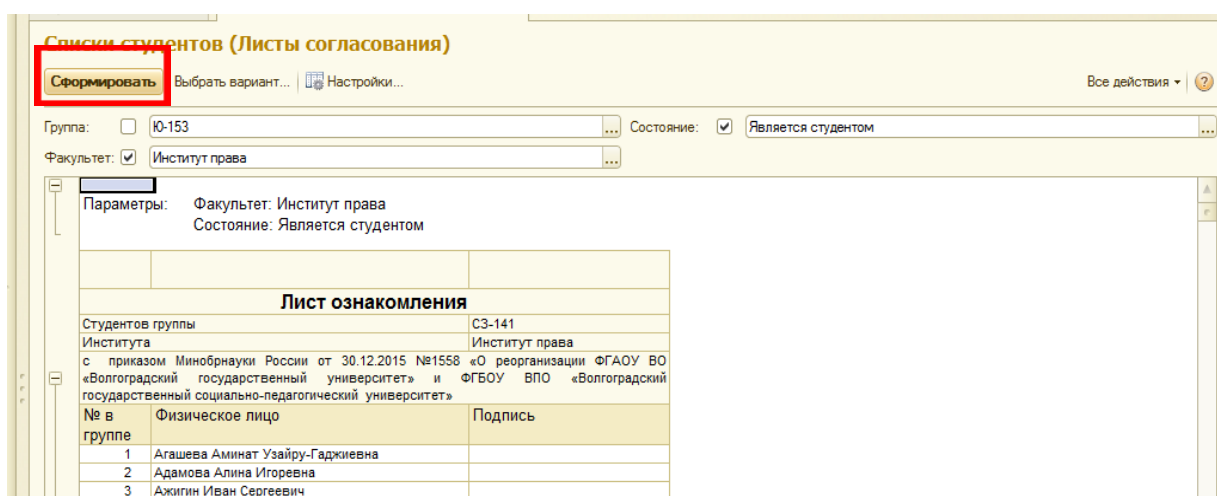 Списки студентов (Листы согласования)
Сформировать Выбрать вариант... Настройки... Все действия ?
Группа: Ю-153 ... Состояние: Является студентом ...
Факультет: Институт права ...
Параметры: Факультет: Институт права
Состояние: Является студентом
Лист ознакомления
Студентов группы СЗ-141
Института Институт права
с приказом Минобрнауки России от 30.12.2015 №1558 «О реорганизации ФГАОУ ВО
«Волгоградский государственный университет» и ФГБОУ ВПО «Волгоградский
государственный социально-педагогический университет»
№ в Физическое лицо Подпись
группе
1 Агашева Аминат Узайру-Гаджиевна
2 Адамова Алина Игоревна
3 Ажигин Иван Сергеевич